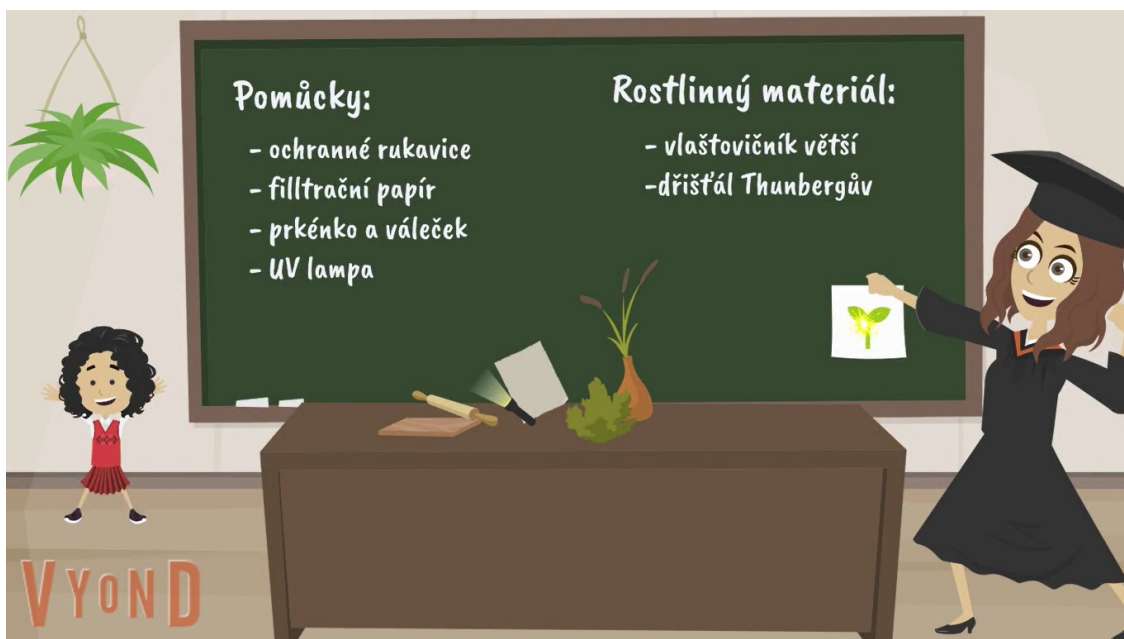 Pomůcky:
- ochranné rukavice
- filltrační papír
- prkénko a váleček
- UV lampa
Rostlinný materiál:
- vlaštovičník větší
-dřišťál Thunbergův
VYOND